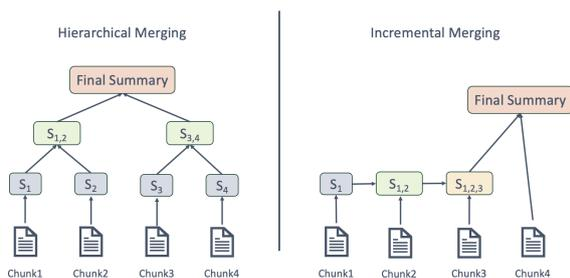 Hierarchical Merging
Final Summary
S1,2
S3,4
S1
S2
S3
S4
Chunk1
Chunk2
Chunk3
Chunk4
Incremental Merging
Final Summary
S1
S1,2
S1,2,3
Chunk1
Chunk2
Chunk3
Chunk4